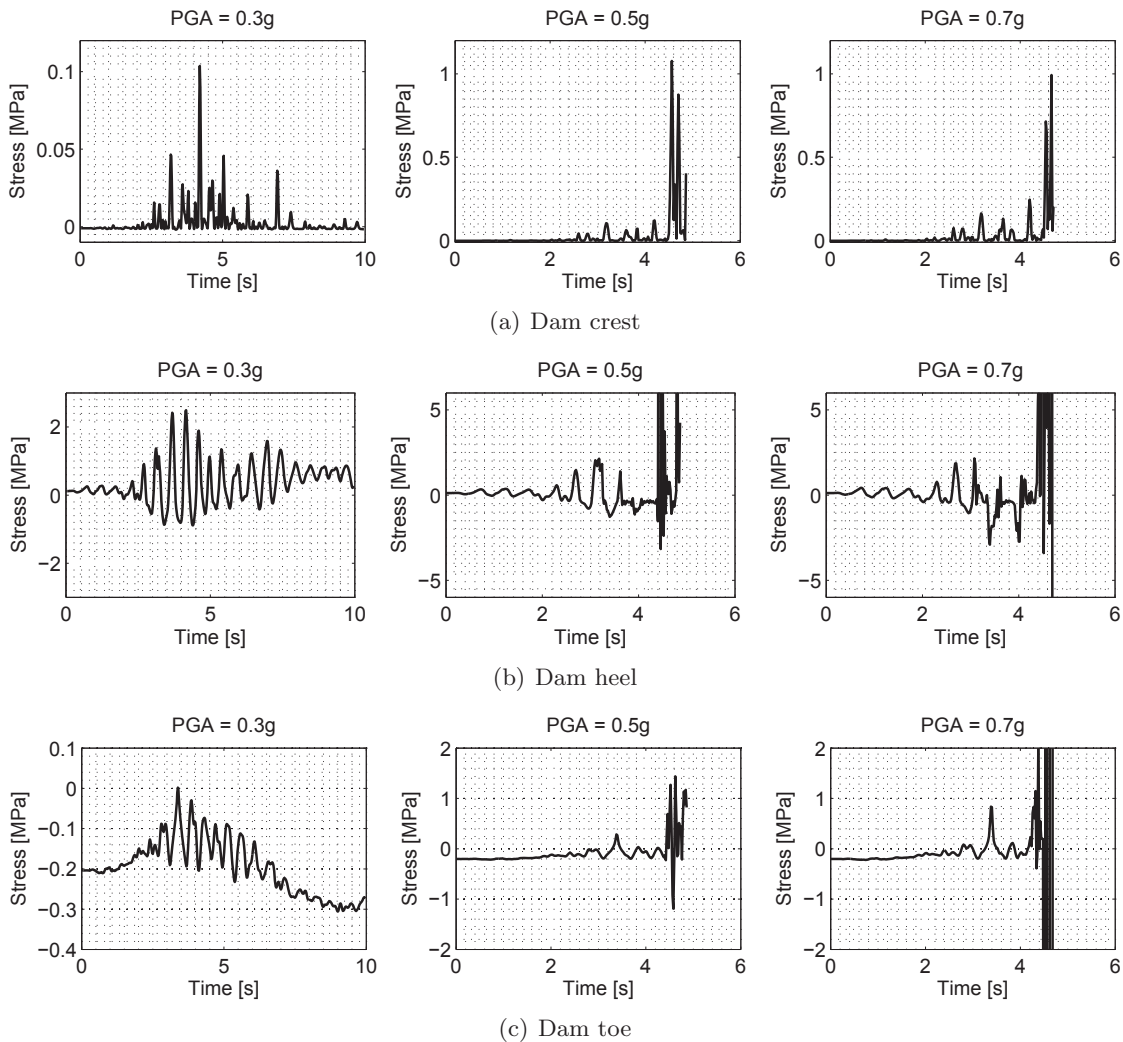 PGA = 0.3g
PGA = 0.5g
PGA = 0.7g
Stress [MPa]
0.1
0.05
0
0 5 10
Time [s]
Stress [MPa]
1
0.5
0
0 2 4 6
Time [s]
Stress [MPa]
1
0.5
0
0 2 4 6
Time [s]
(a) Dam crest
PGA = 0.3g
PGA = 0.5g
PGA = 0.7g
Stress [MPa]
2
0
−2
0 5 10
Time [s]
Stress [MPa]
5
0
−5
0 2 4 6
Time [s]
Stress [MPa]
5
0
−5
0 2 4 6
Time [s]
(b) Dam heel
PGA = 0.3g
PGA = 0.5g
PGA = 0.7g
Stress [MPa]
0.1
0
−0.1
−0.2
−0.3
−0.4
0 5 10
Time [s]
Stress [MPa]
2
1
0
−1
−2
0 2 4 6
Time [s]
Stress [MPa]
2
1
0
−1
−2
0 2 4 6
Time [s]
(c) Dam toe